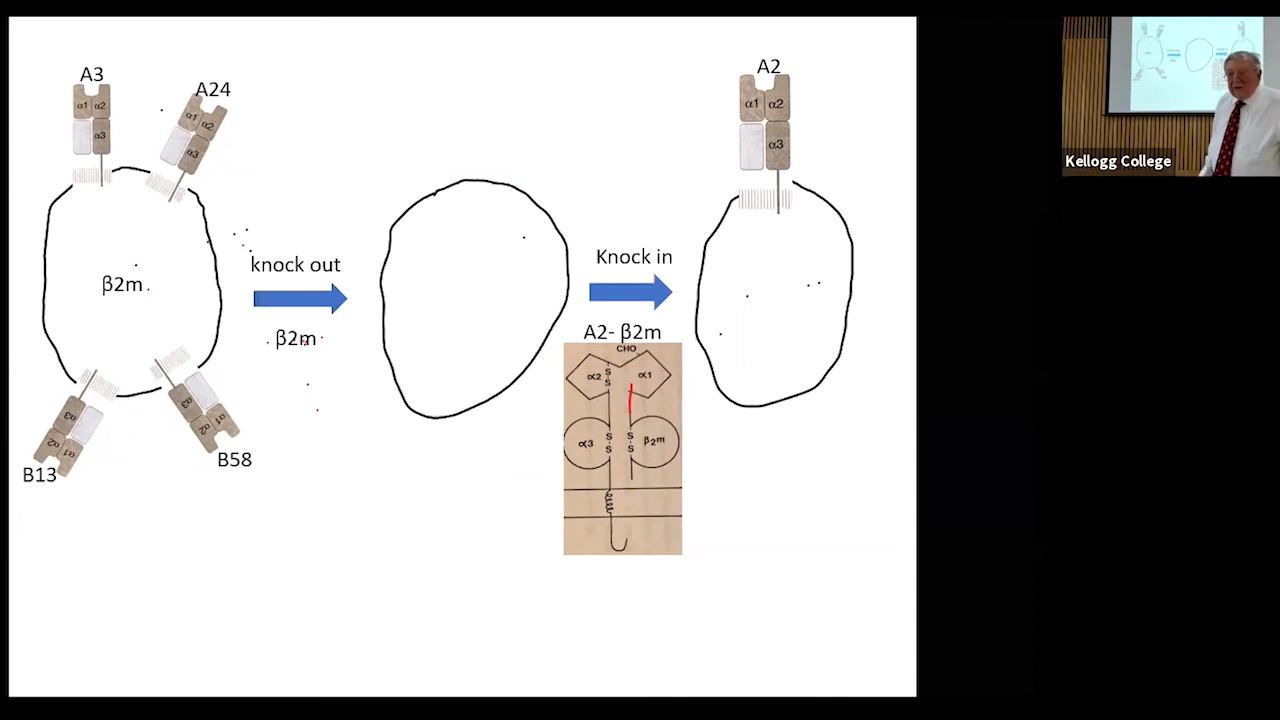 A3
α1 α2
α3
A24
α1
α2
α3
β2m
α3
α2
α1
B13
α3
α2
α1
B58
knock out
β2m
Knock in
A2- β2m
CHO
α2
S
S
α1
α3
S
S
S
S
β2m
A2
α1 α2
α3
Kellogg College